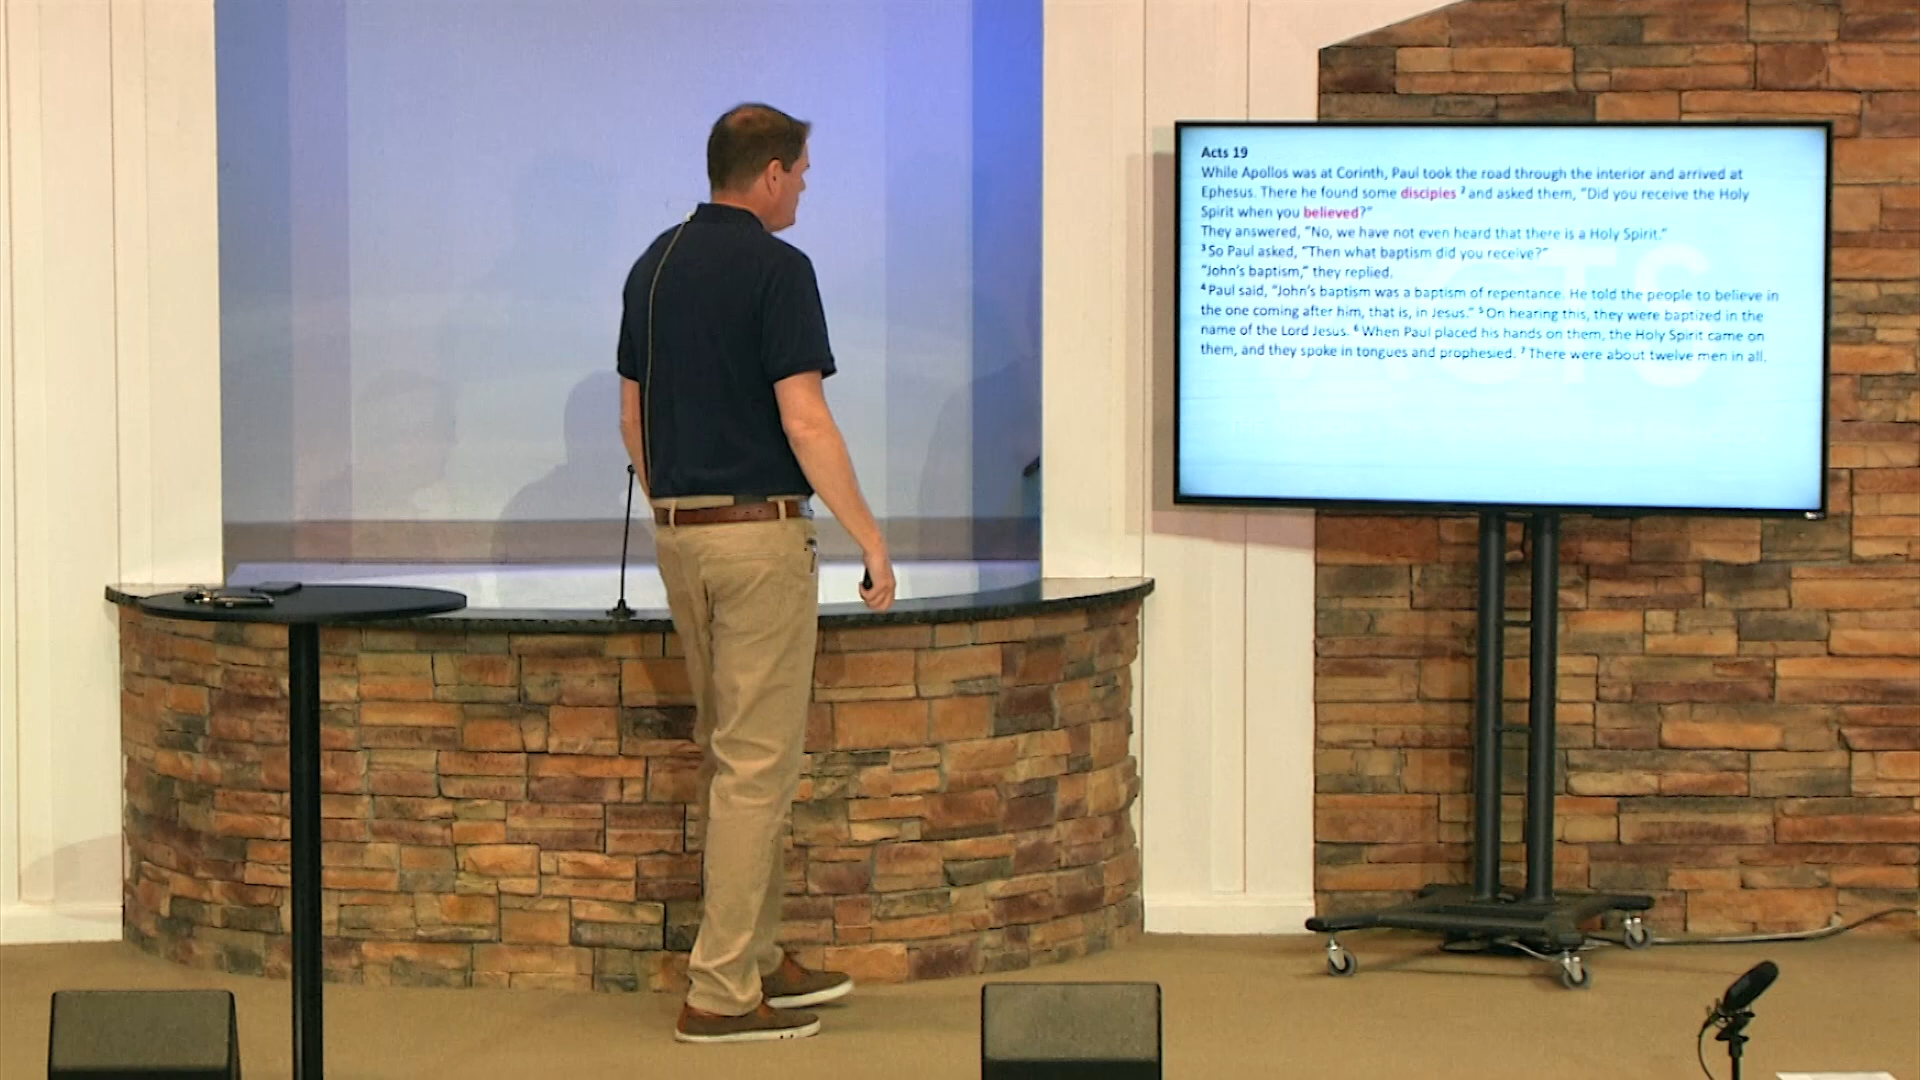 Acts 19
While Apollos was at Corinth, Paul took the road through the interior and arrived at
Ephesus. There he found some disciples ² and asked them, "Did you receive the Holy
Spirit when you believed?"
They answered, "No, we have not even heard that there is a Holy Spirit."
³ So Paul asked, "Then what baptism did you receive?"
"John's baptism," they replied.
⁴ Paul said, "John's baptism was a baptism of repentance. He told the people to believe in
the one coming after him, that is, in Jesus." ⁵ On hearing this, they were baptized in the
name of the Lord Jesus. ⁶ When Paul placed his hands on them, the Holy Spirit came on
them, and they spoke in tongues and prophesied. ⁷ There were about twelve men in all.
ACTS